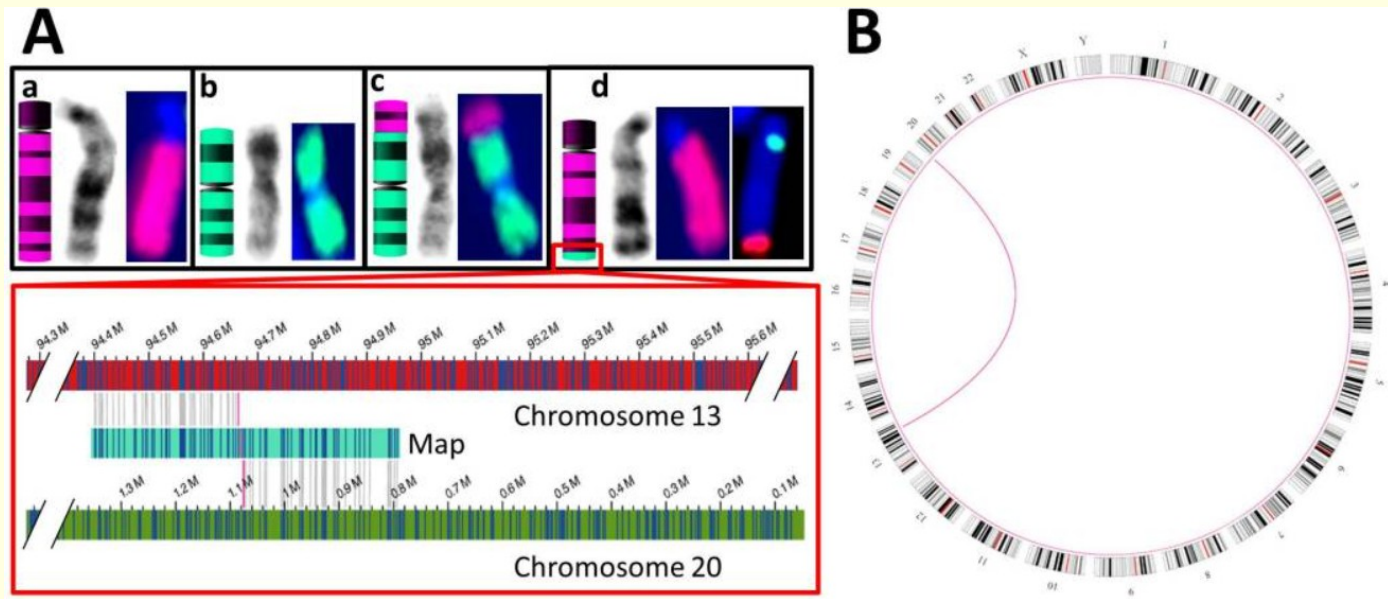 A
B
a
b
c
d
94.3 M
94.4 M
94.5 M
94.6 M
94.7 M
94.8 M
94.9 M
95 M
95.1 M
95.2 M
95.3 M
95.4 M
95.5 M
95.6 M
Chromosome 13
Map
1.3 M
1.2 M
1.1 M
1 M
0.9 M
0.8 M
0.7 M
0.6 M
0.5 M
0.4 M
0.3 M
0.2 M
0.1 M
Chromosome 20
1
2
3
4
5
6
7
8
9
10
11
12
13
14
15
16
17
18
19
20
21
22
X
Y